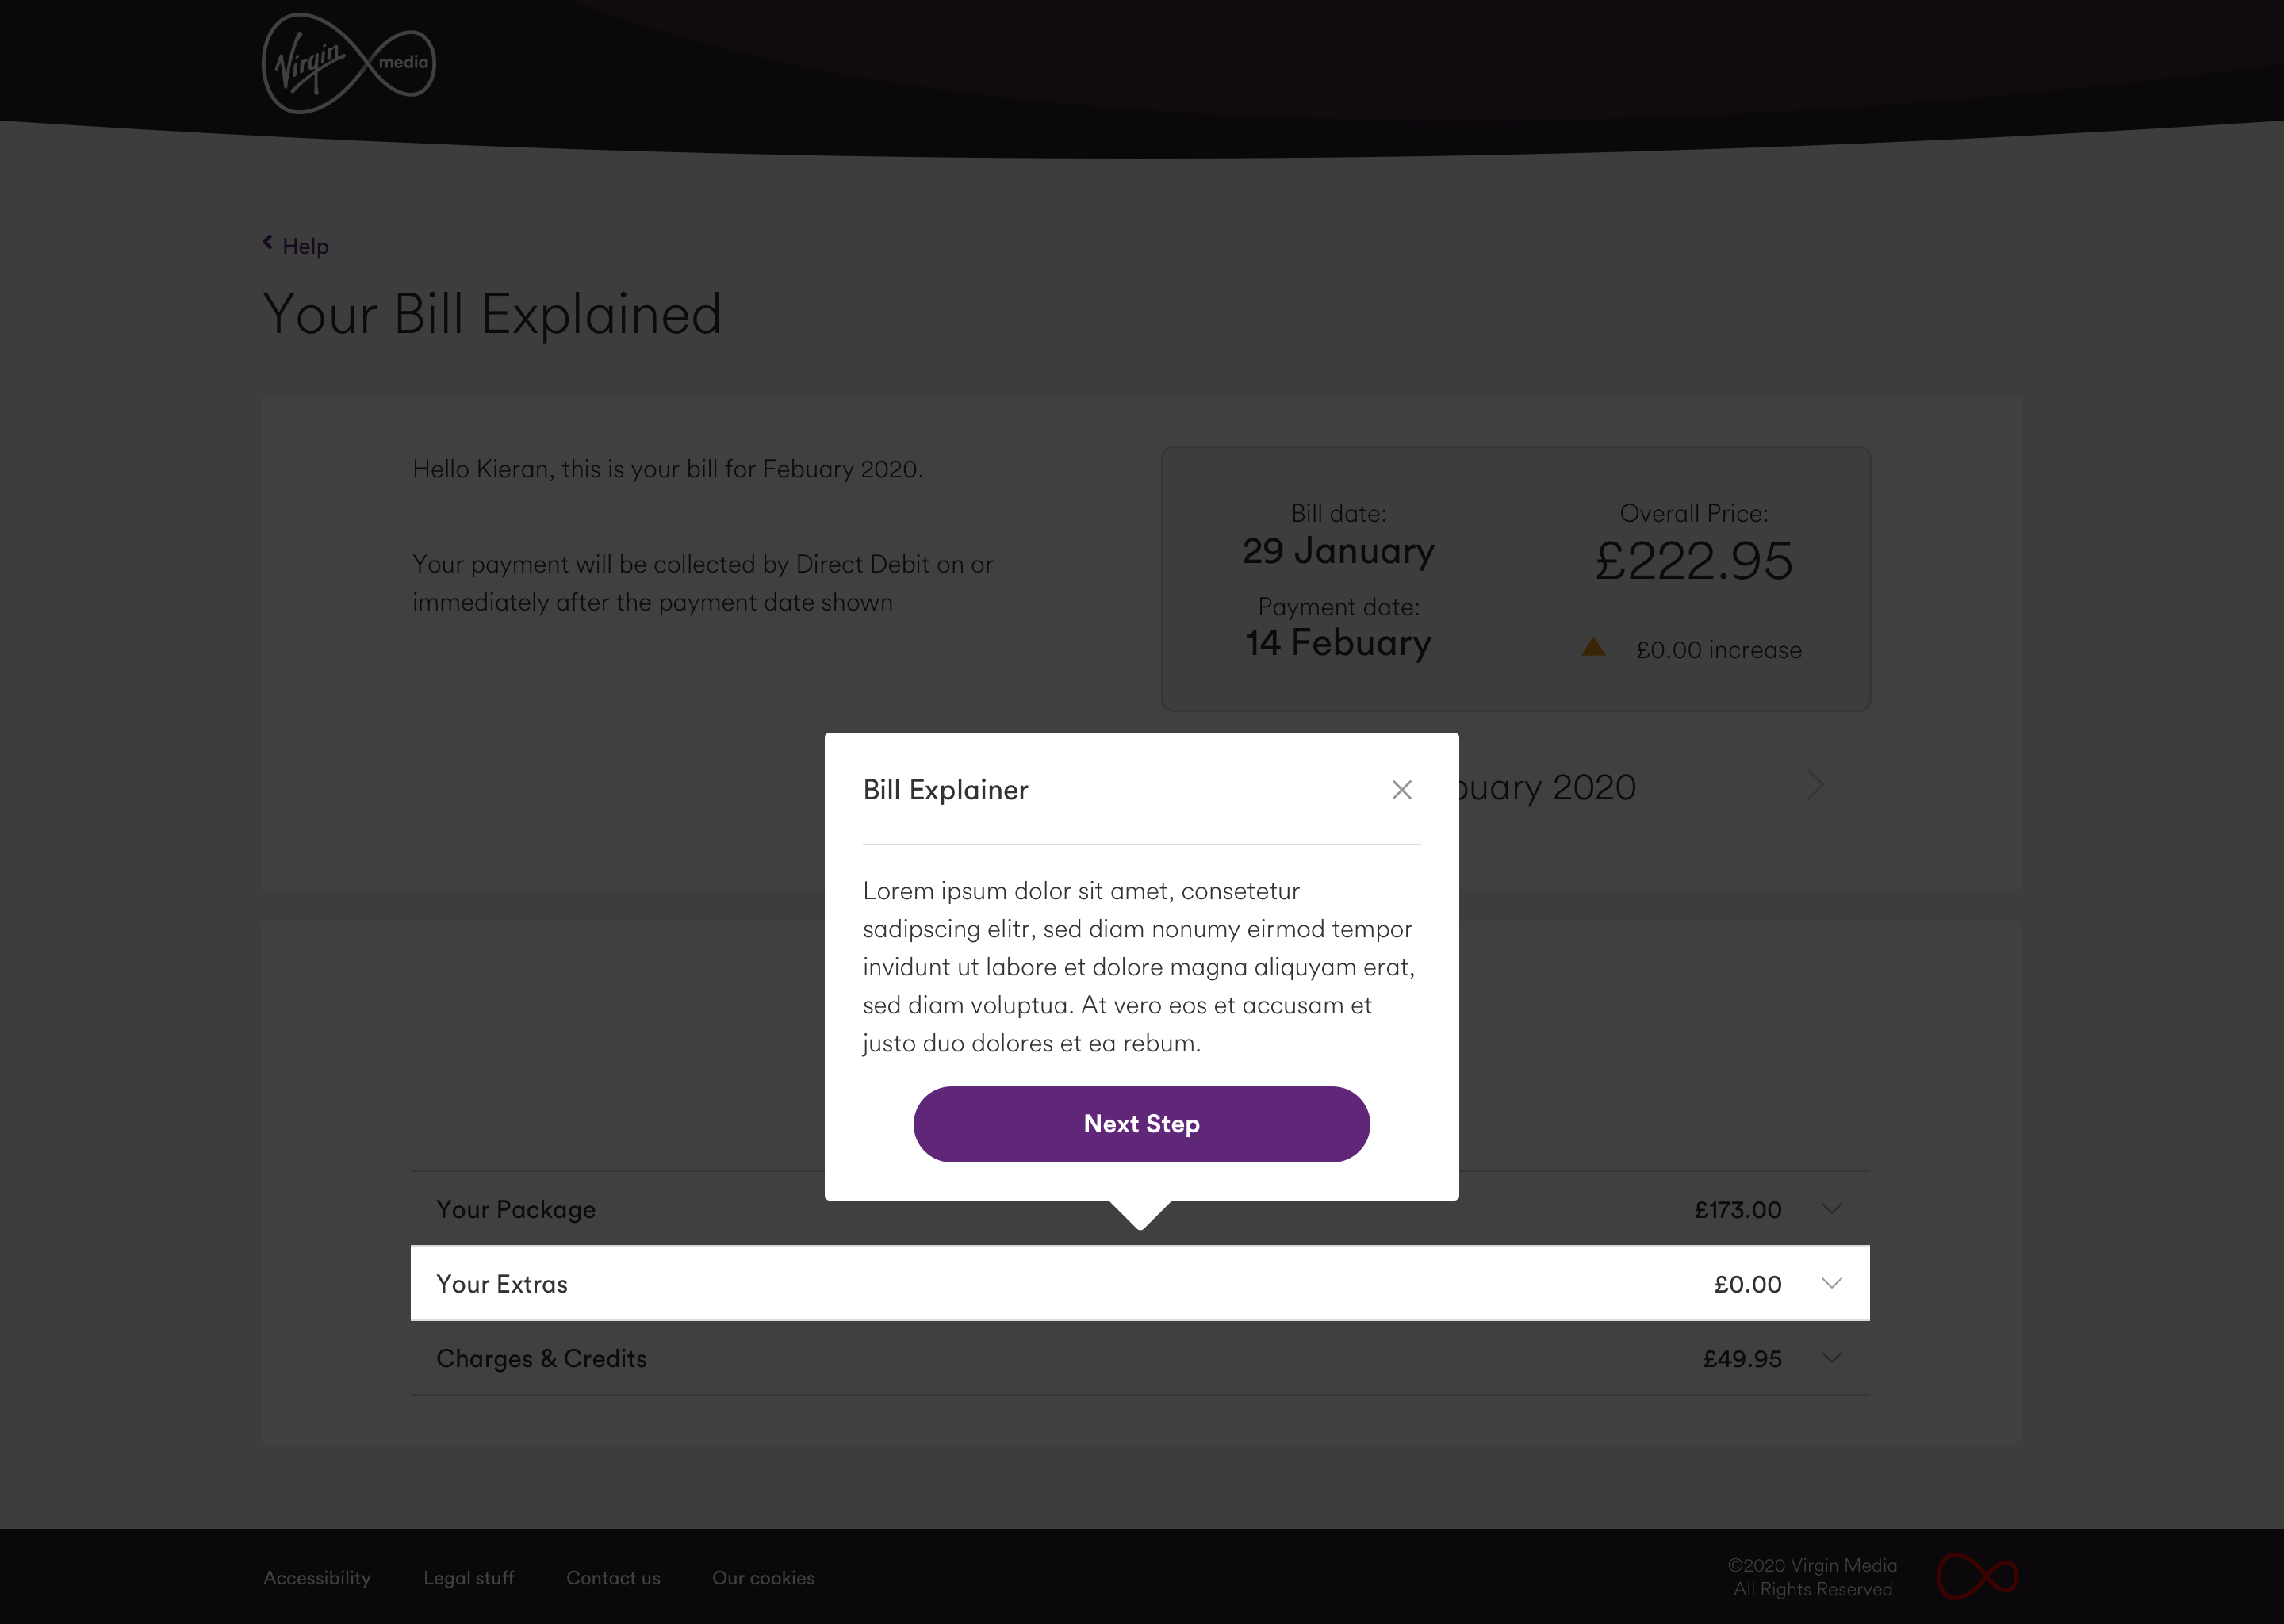 Virgin media
Help
Your Bill Explained
Hello Kieran, this is your bill for Febuary 2020.
Your payment will be collected by Direct Debit on or
immediately after the payment date shown
Bill date:
29 January
Payment date:
14 Febuary
Overall Price:
£222.95
£0.00 increase
buary 2020
Bill Explainer
Lorem ipsum dolor sit amet, consetetur
sadipscing elitr, sed diam nonumy eirmod tempor
invidunt ut labore et dolore magna aliquyam erat,
sed diam voluptua. At vero eos et accusam et
justo duo dolores et ea rebum.
Next Step
Your Package £173.00
Your Extras £0.00
Charges & Credits £49.95
Accessibility Legal stuff Contact us Our cookies
©2020 Virgin Media
All Rights Reserved